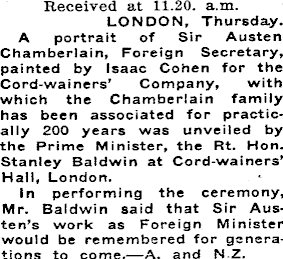 Received at 11.20. a.m.
LONDON, Thursday.
A portrait of Sir Austen
Chamberlain, Foreign Secretary,
painted by Isaac Cohen for the
Cord-wainers' Company, with
which the Chamberlain family
has been associated for practic-
ally 200 years was unveiled by
the Prime Minister, the Rt. Hon.
Stanley Baldwin at Cord-wainers'
Hall, London.
In performing the ceremony,
Mr. Baldwin said that Sir Aus-
ten's work as Foreign Minister
would be remembered for genera-
tions to come.—A. and N.Z.